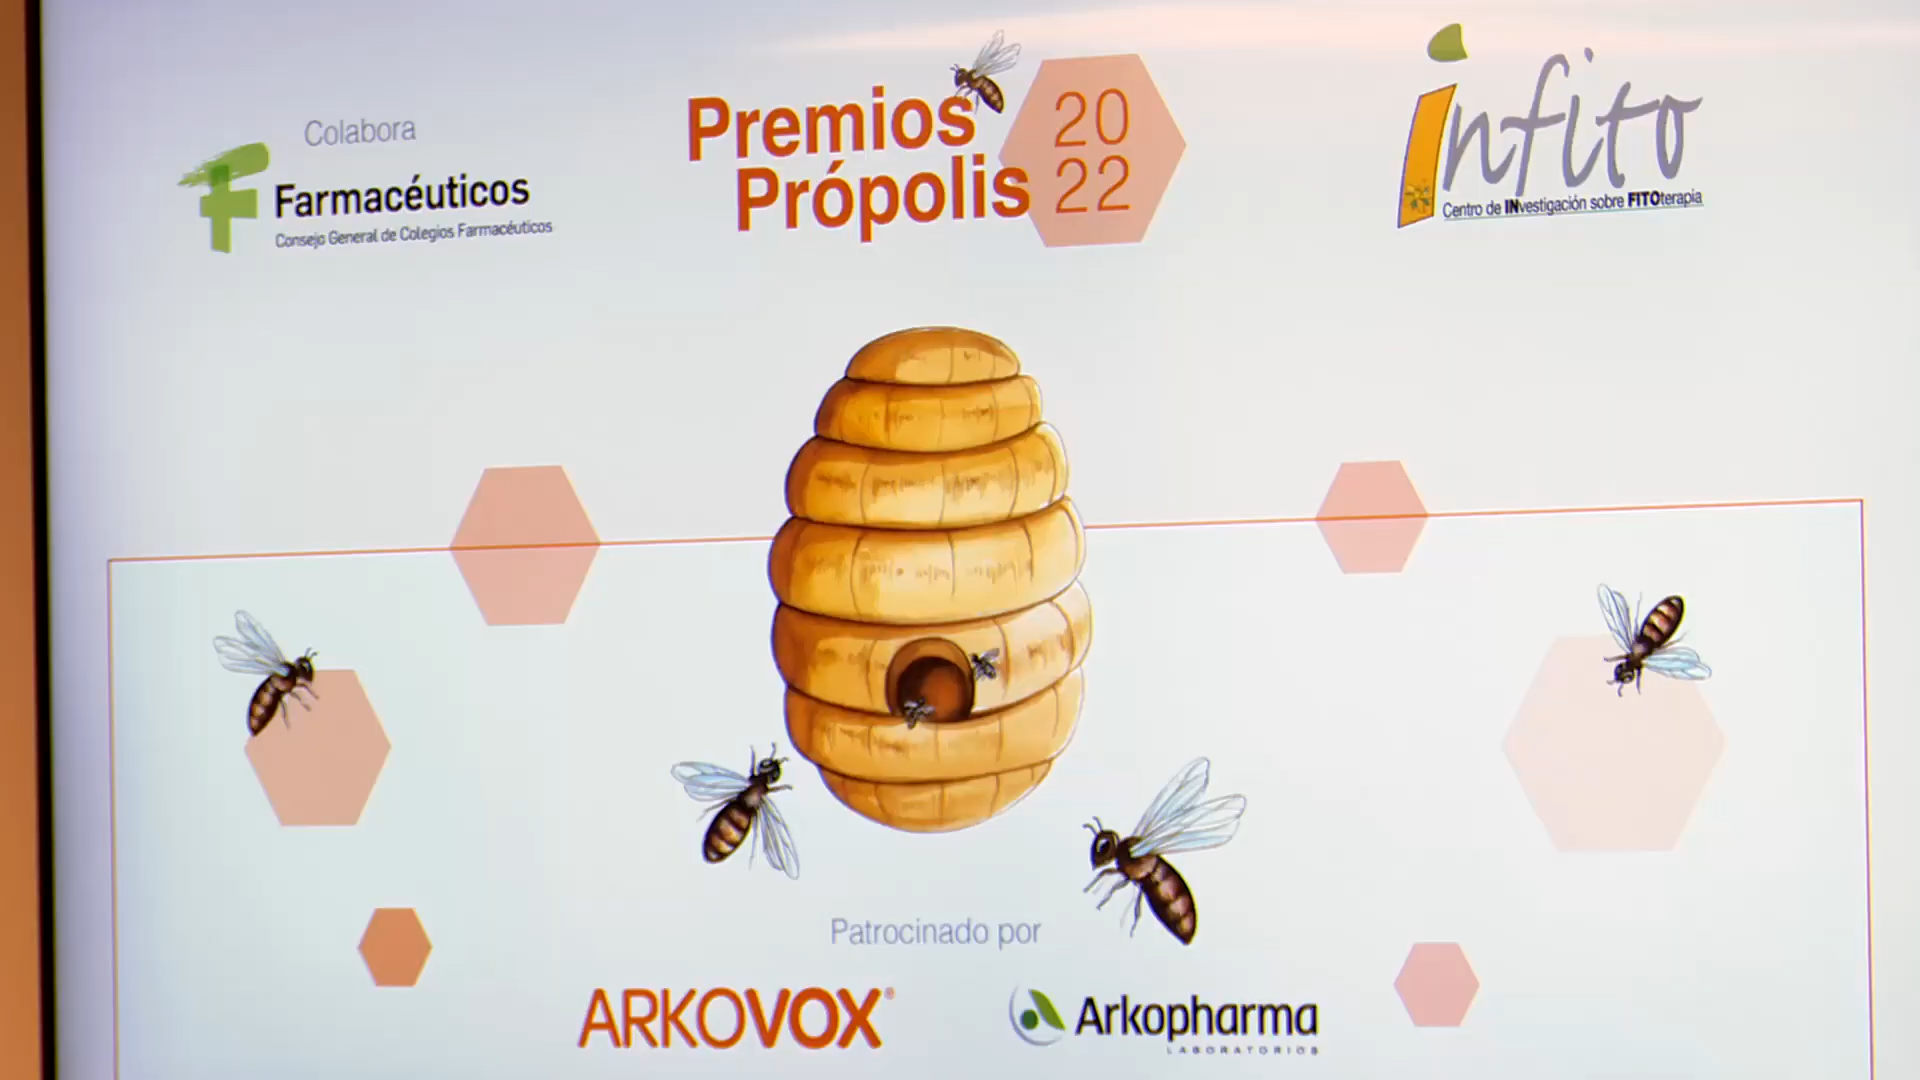 Colabora
Farmacéuticos
Consejo General de Colegios Farmacéuticos
Premios
Própolis
20
22
infito
Centro de INvestigación sobre FITOterapia
Patrocinado por
ARKOVOX®
Arkopharma
LABORATORIOS